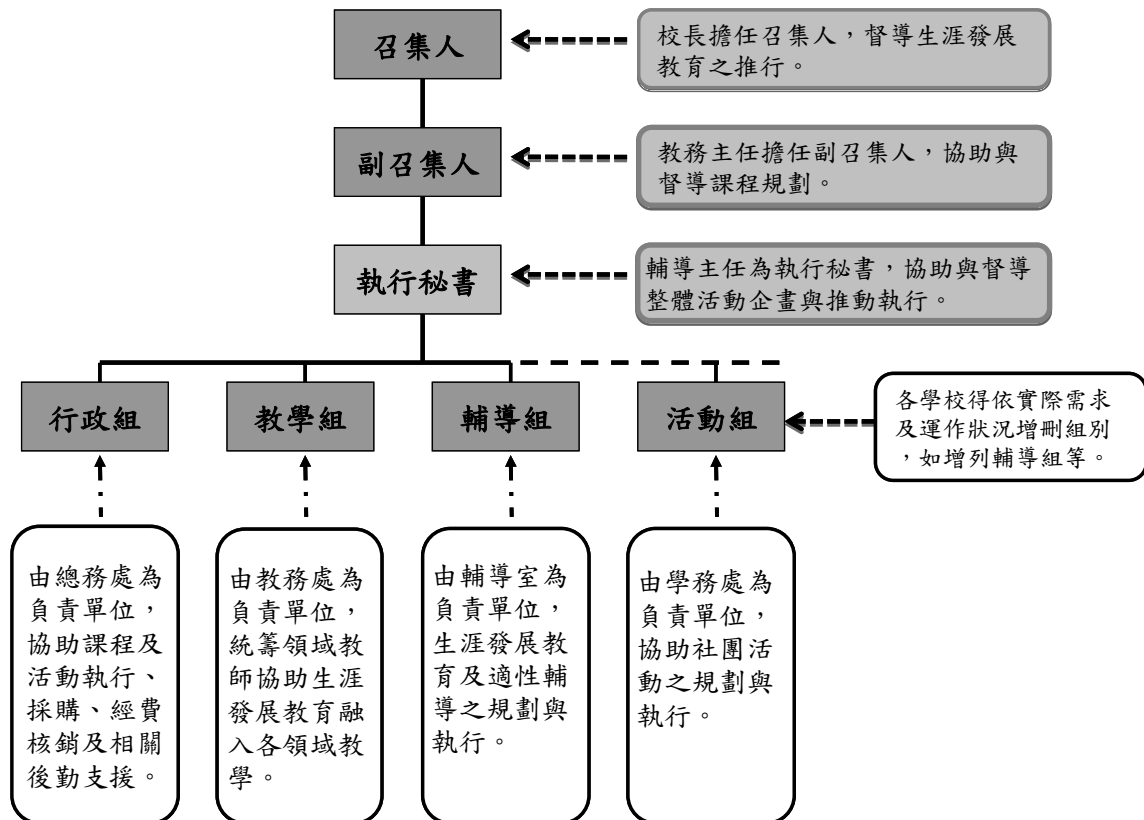 召集人
校長擔任召集人，督導生涯發展
教育之推行。
副召集人
教務主任擔任副召集人，協助與
督導課程規劃。
執行秘書
輔導主任為執行秘書，協助與督導
整體活動企畫與推動執行。
行政組
教學組
輔導組
活動組
各學校得依實際需求
及運作狀況增刪組別
，如增列輔導組等。
由總務處為
負責單位，
協助課程及
活動執行、
採購、經費
核銷及相關
後勤支援。
由教務處為
負責單位，
統籌領域教
師協助生涯
發展教育融
入各領域教
學。
由輔導室為
負責單位，
生涯發展教
育及適性輔
導之規劃與
執行。
由學務處為
負責單位，
協助社團活
動之規劃與
執行。